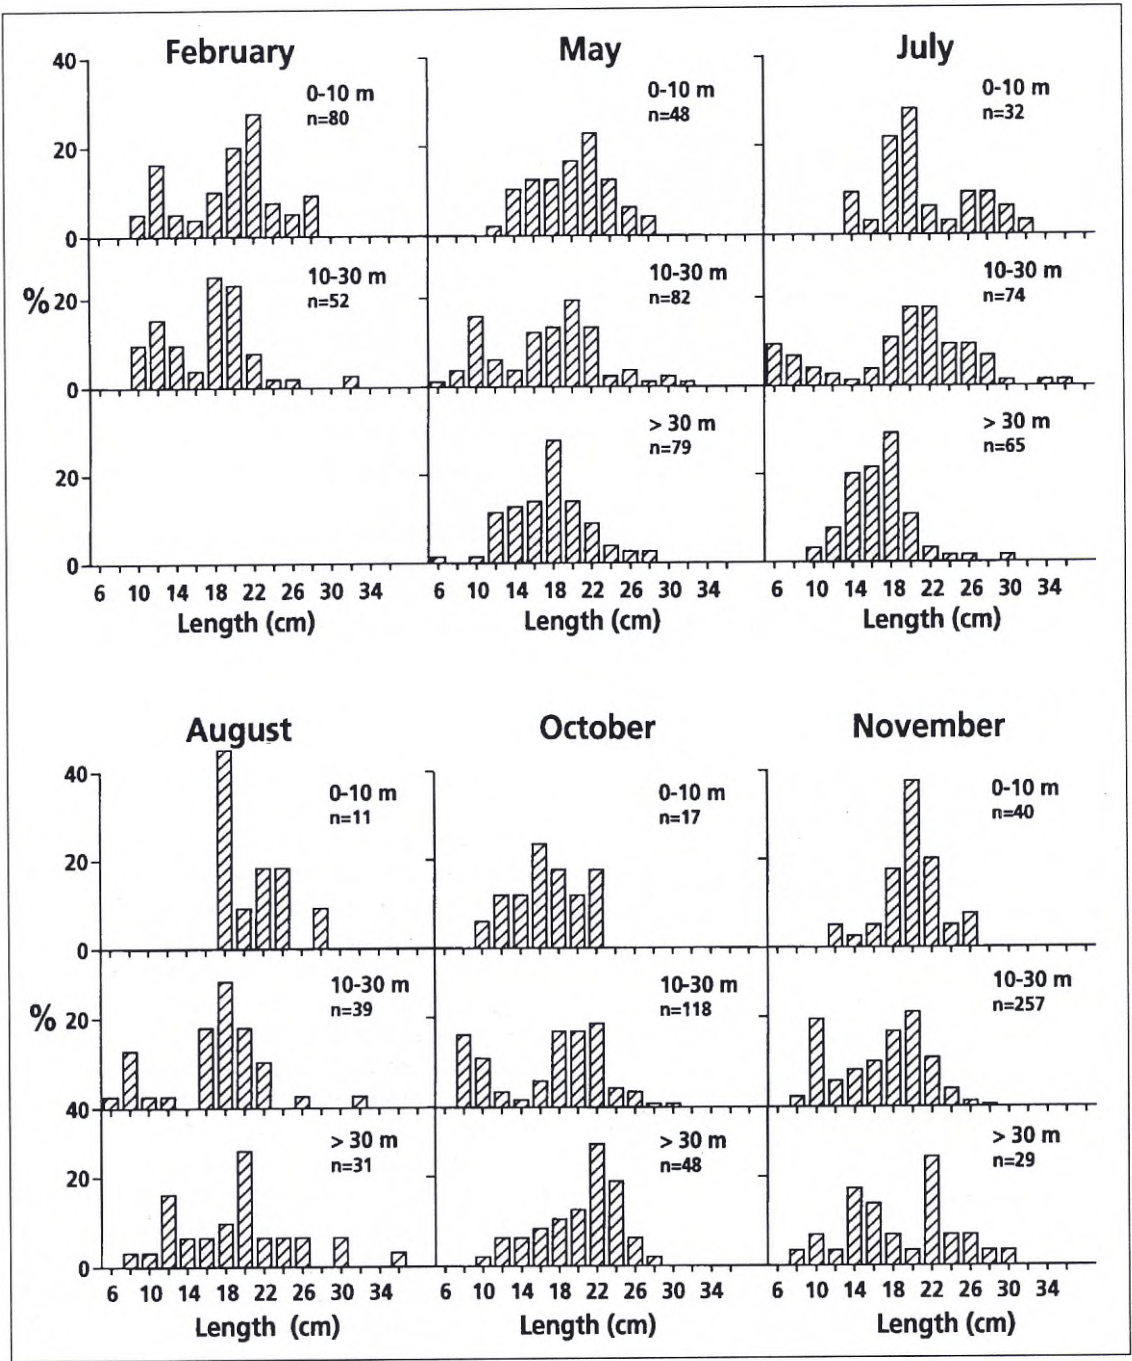 February May July
40 0-10 m 0-10 m 0-10 m
n=80 n=48 n=32
20
0
10-30 m 10-30 m 10-30 m
% 20 n=52 n=82 n=74
0
> 30 m > 30 m
n=79 n=65
20
0
6 10 14 18 22 26 30 34 6 10 14 18 22 26 30 34 6 10 14 18 22 26 30 34
Length (cm) Length (cm) Length (cm)
August October November
40 0-10 m 0-10 m 0-10 m
n=11 n=17 n=40
20
0
10-30 m 10-30 m 10-30 m
% 20 n=39 n=118 n=257
40
> 30 m > 30 m > 30 m
n=31 n=48 n=29
20
0
6 10 14 18 22 26 30 34 6 10 14 18 22 26 30 34 6 10 14 18 22 26 30 34
Length (cm) Length (cm) Length (cm)